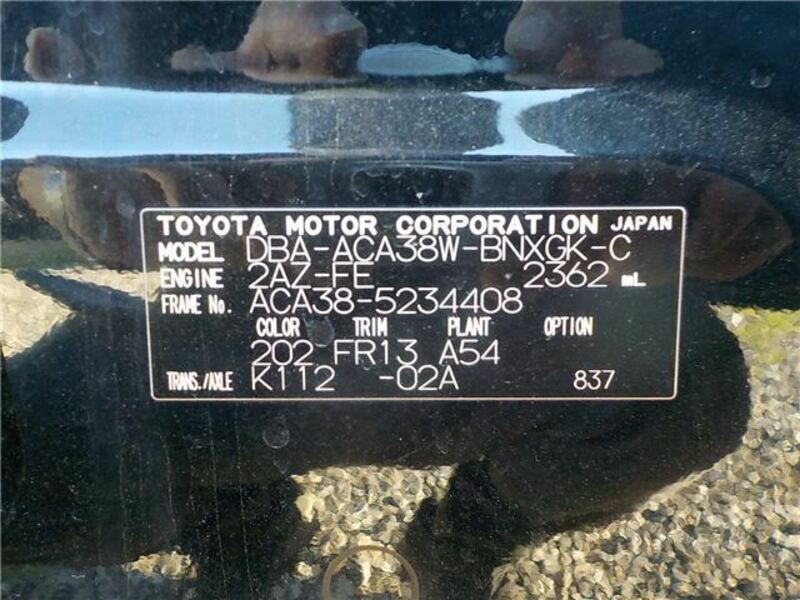 TOYOTA MOTOR CORPORATION JAPAN
MODEL DBA-ACA38W-BNXGK-C
ENGINE 2AZ-FE 2362 mL
FRAME No. ACA38-5234408
COLOR TRIM PLANT OPTION
202 FR13 A54
TRANS./AXLE K112 -02A 837